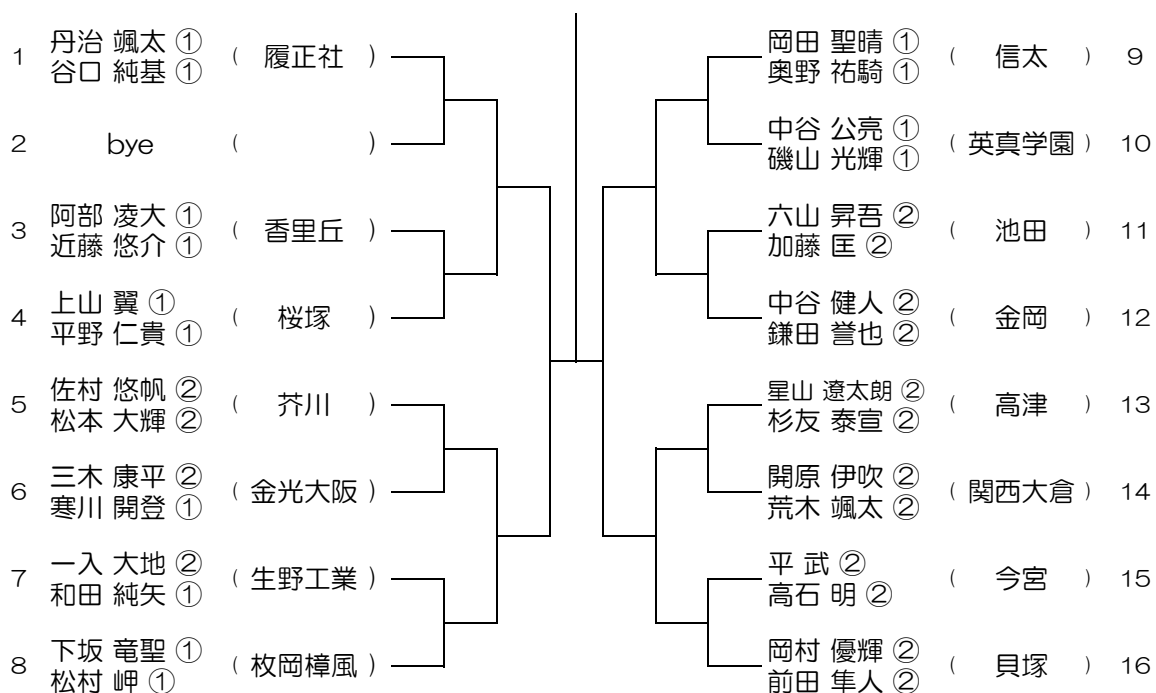 1 丹治 颯太 ① ( 履正社 )
谷口 純基 ①
2 bye ( )
3 阿部 凌大 ① ( 香里丘 )
近藤 悠介 ①
4 上山 翼 ① ( 桜塚 )
平野 仁貴 ①
5 佐村 悠帆 ② ( 芥川 )
松本 大輝 ②
6 三木 康平 ② ( 金光大阪 )
寒川 開登 ①
7 一入 大地 ② ( 生野工業 )
和田 純矢 ①
8 下坂 竜聖 ① ( 枚岡樟風 )
松村 岬 ①
岡田 聖晴 ① ( 信太 ) 9
奥野 祐騎 ①
中谷 公亮 ① ( 英真学園 ) 10
磯山 光輝 ①
六山 昇吾 ② ( 池田 ) 11
加藤 匡 ②
中谷 健人 ② ( 金岡 ) 12
鎌田 誉也 ②
星山 遼太朗 ② ( 高津 ) 13
杉友 泰宣 ②
開原 伊吹 ② ( 関西大倉 ) 14
荒木 颯太 ②
平 武 ② ( 今宮 ) 15
高石 明 ②
岡村 優輝 ② ( 貝塚 ) 16
前田 隼人 ②